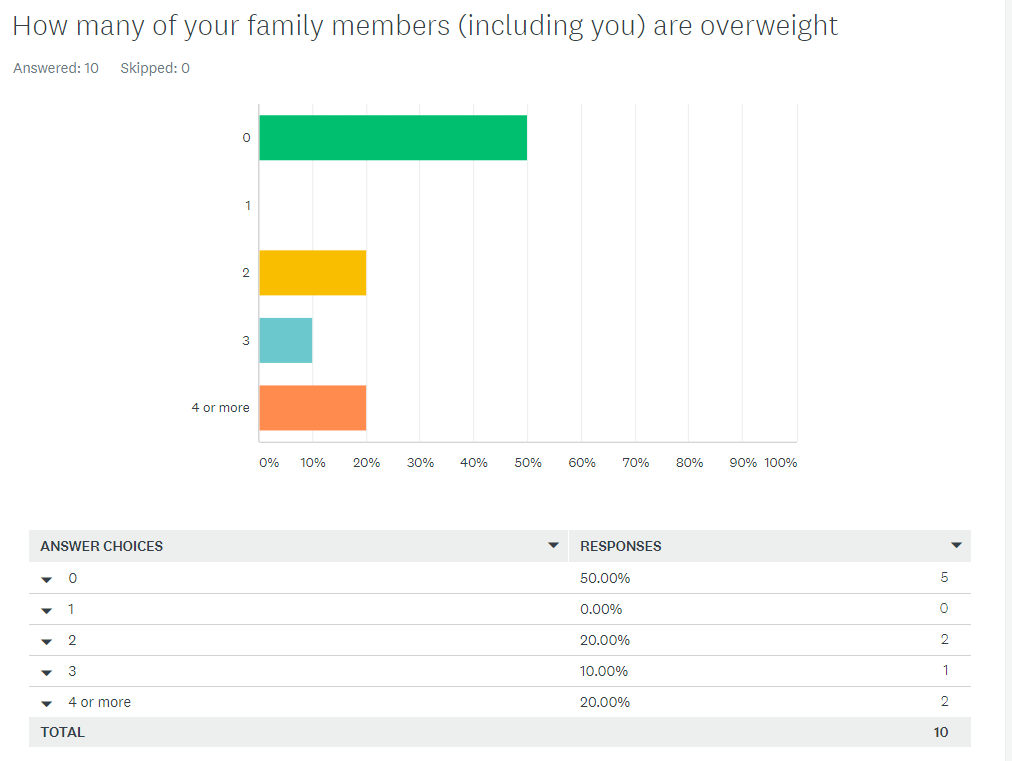 How many of your family members (including you) are overweight
Answered: 10 Skipped: 0
0
1
2
3
4 or more
0% 10% 20% 30% 40% 50% 60% 70% 80% 90% 100%
ANSWER CHOICES RESPONSES
0 50.00% 5
1 0.00% 0
2 20.00% 2
3 10.00% 1
4 or more 20.00% 2
TOTAL 10